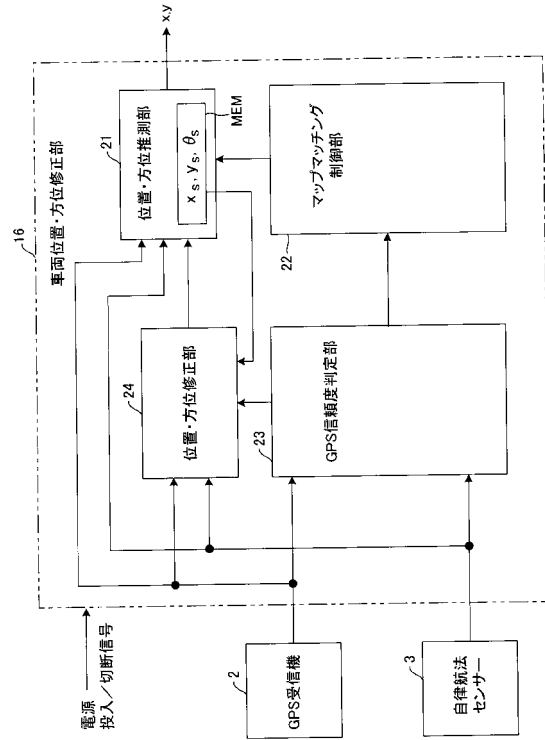 16
車両位置・方位修正部
電源
投入／切断信号
24
位置・方位修正部
21
位置・方位推測部
x s, y s, θ s
MEM
x,y
2
GPS受信機
23
GPS信頼度判定部
22
マップマッチング
制御部
3
自律航法
センサー